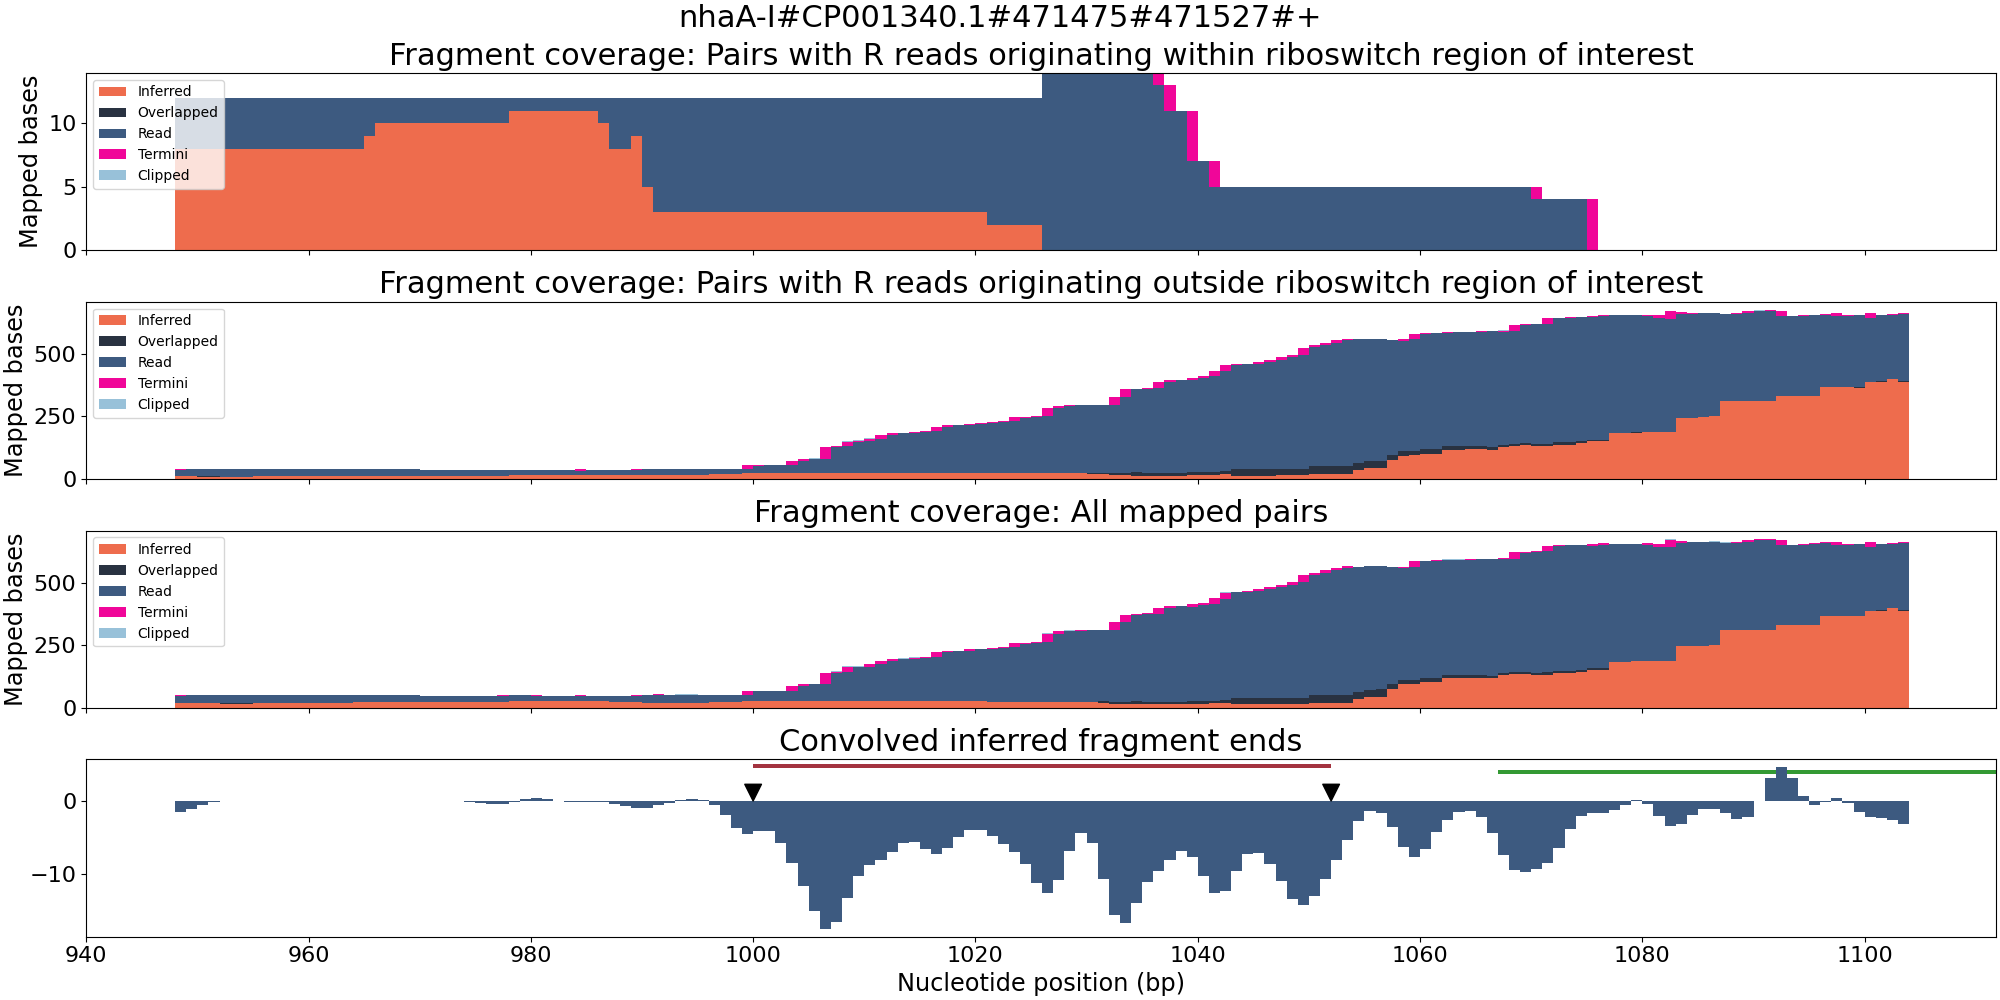 nhaA-I#CP001340.1#471475#471527#+
Fragment coverage: Pairs with R reads originating within riboswitch region of interest
Mapped bases
10
5
0
Inferred
Overlapped
Read
Termini
Clipped
Fragment coverage: Pairs with R reads originating outside riboswitch region of interest
Mapped bases
500
250
0
Inferred
Overlapped
Read
Termini
Clipped
Fragment coverage: All mapped pairs
Mapped bases
500
250
0
Inferred
Overlapped
Read
Termini
Clipped
Convolved inferred fragment ends
0
−10
940 960 980 1000 1020 1040 1060 1080 1100
Nucleotide position (bp)